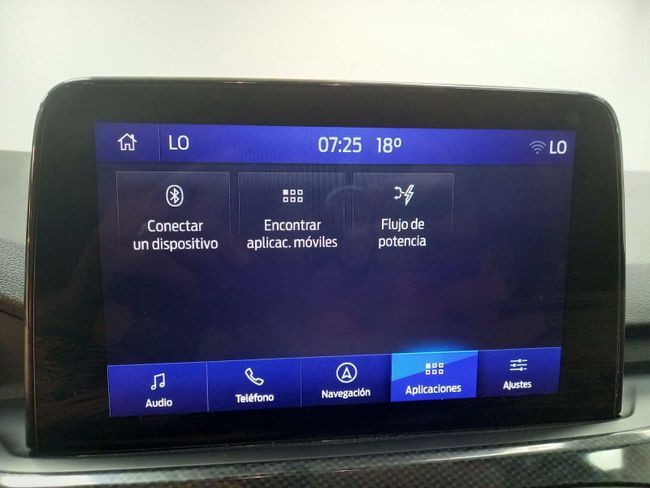 LO 07:25 18º LO
Conectar
un dispositivo
Encontrar
aplicac. móviles
Flujo de
potencia
Audio
Teléfono
Navegación
Aplicaciones
Ajustes